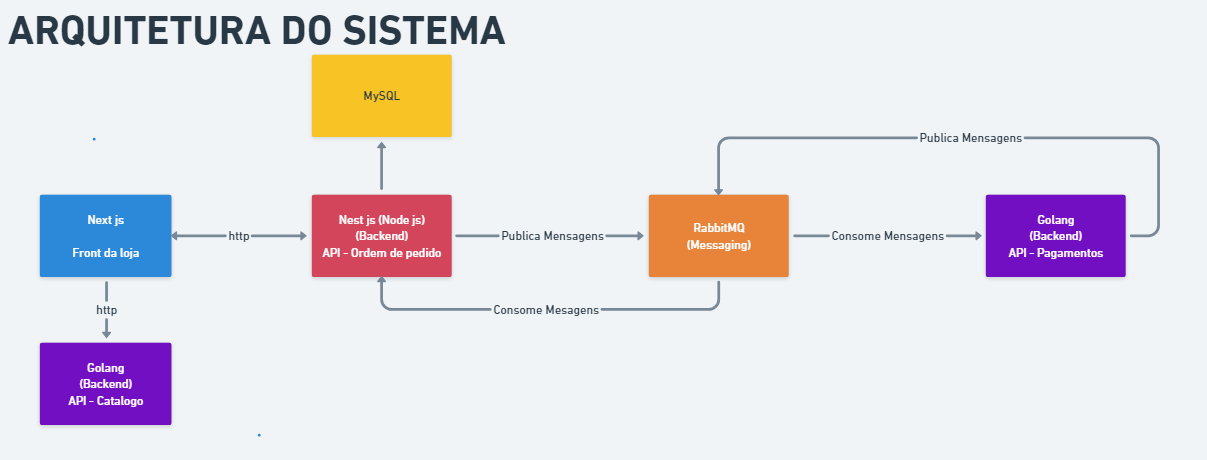 ARQUITETURA DO SISTEMA
MySQL
Publica Mensagens
Next js
Front da loja
http
Nest js (Node js)
(Backend)
API - Ordem de pedido
Publica Mensagens
RabbitMQ
(Messaging)
Consome Mensagens
Golang
(Backend)
API - Pagamentos
http
Consome Mesagens
Golang
(Backend)
API - Catalogo